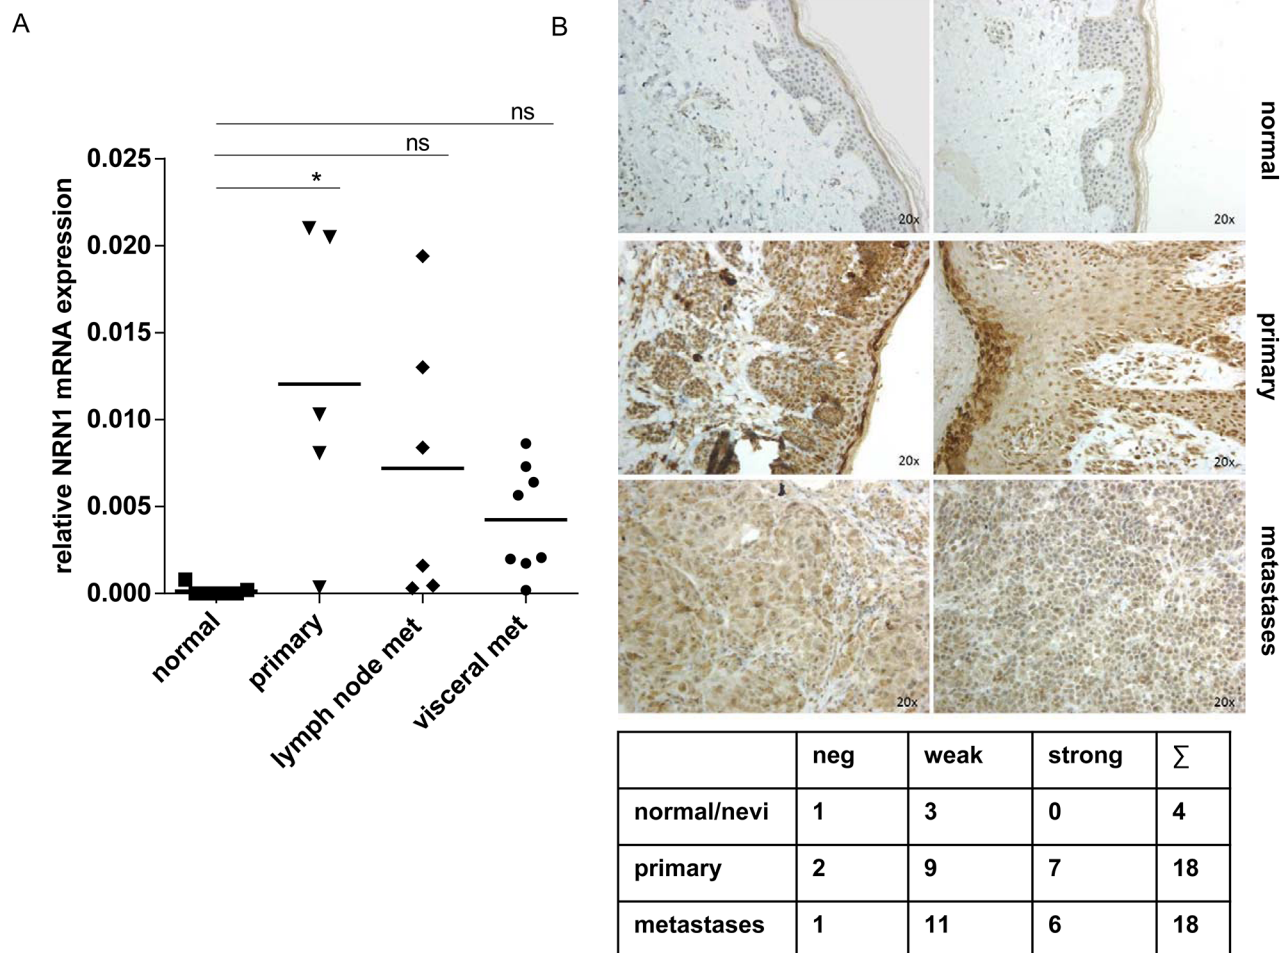 A
B
ns
ns
*
relative NRN1 mRNA expression
0.025
0.020
0.015
0.010
0.005
0.000
normal
primary
lymph node met
visceral met
20x
20x
normal
20x
20x
primary
20x
20x
metastases
neg weak strong ∑
normal/nevi 1 3 0 4
primary 2 9 7 18
metastases 1 11 6 18